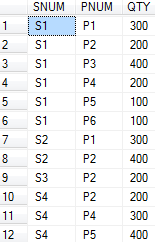 SNUM PNUM QTY
1 S1 P1 300
2 S1 P2 200
3 S1 P3 400
4 S1 P4 200
5 S1 P5 100
6 S1 P6 100
7 S2 P1 300
8 S2 P2 400
9 S3 P2 200
10 S4 P2 200
11 S4 P4 300
12 S4 P5 400